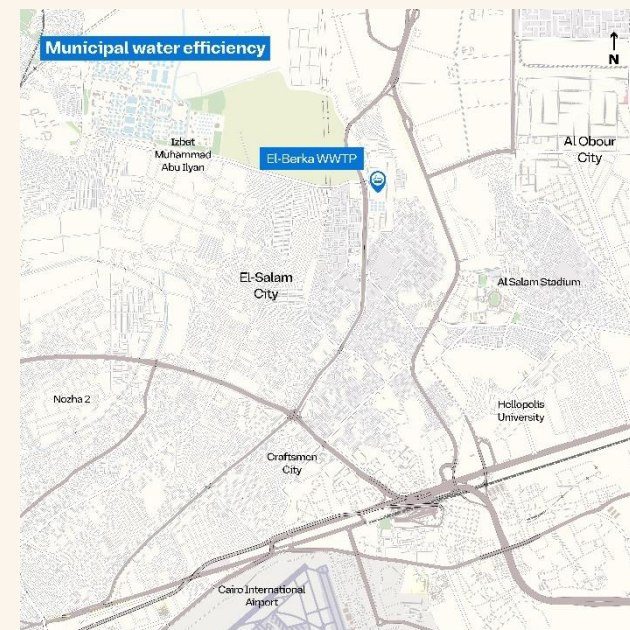 Municipal water efficiency
N
Izbet
Muhammad
Abu Ilyan
El-Berka WWTP
Al Obour
City
El-Salam
City
Al Salam Stadium
Nozha 2
Heliopolis
University
Craftsmen
City
Cairo International
Airport